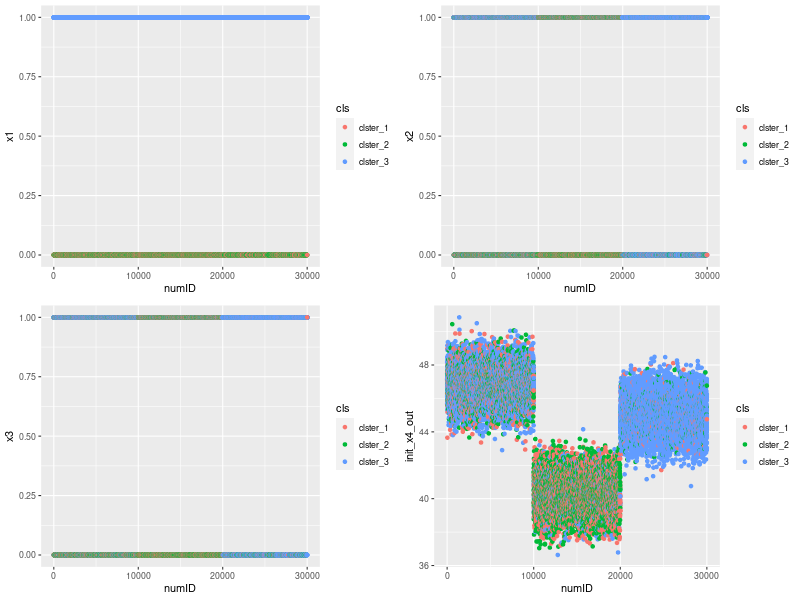 1.00
0.75
0.50
0.25
0.00
x1
0
10000
20000
30000
numID
cls
clster_1
clster_2
clster_3
1.00
0.75
0.50
0.25
0.00
x2
0
10000
20000
30000
numID
cls
clster_1
clster_2
clster_3
1.00
0.75
0.50
0.25
0.00
x3
0
10000
20000
30000
numID
cls
clster_1
clster_2
clster_3
48
44
40
36
init_x4_out
0
10000
20000
30000
numID
cls
clster_1
clster_2
clster_3